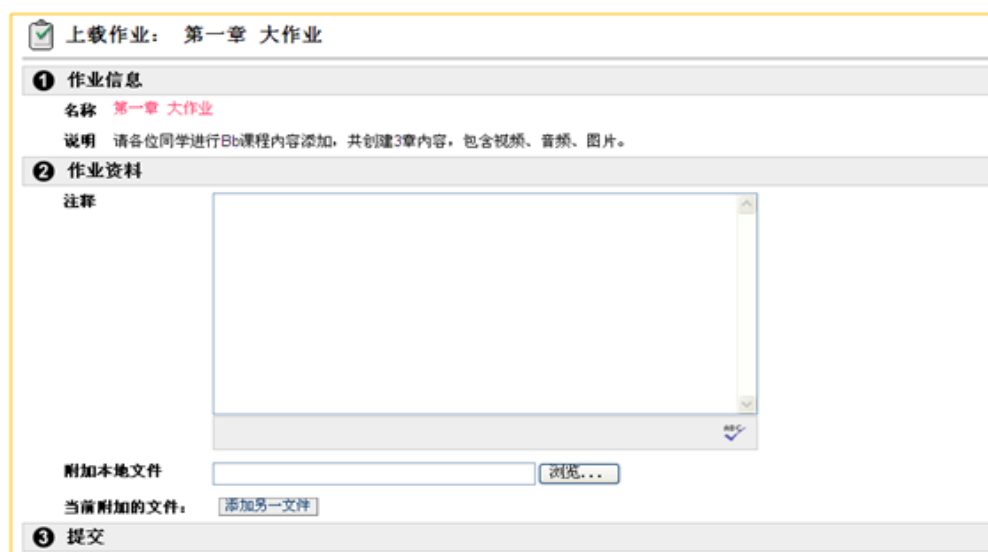 上载作业： 第一章 大作业
1 作业信息
名称 第一章 大作业
说明 请各位同学进行Bb课程内容添加，共创建3章内容，包含视频、音频、图片。
2 作业资料
注释
ABC
附加本地文件 浏览...
当前附加的文件： 添加另一文件
3 提交